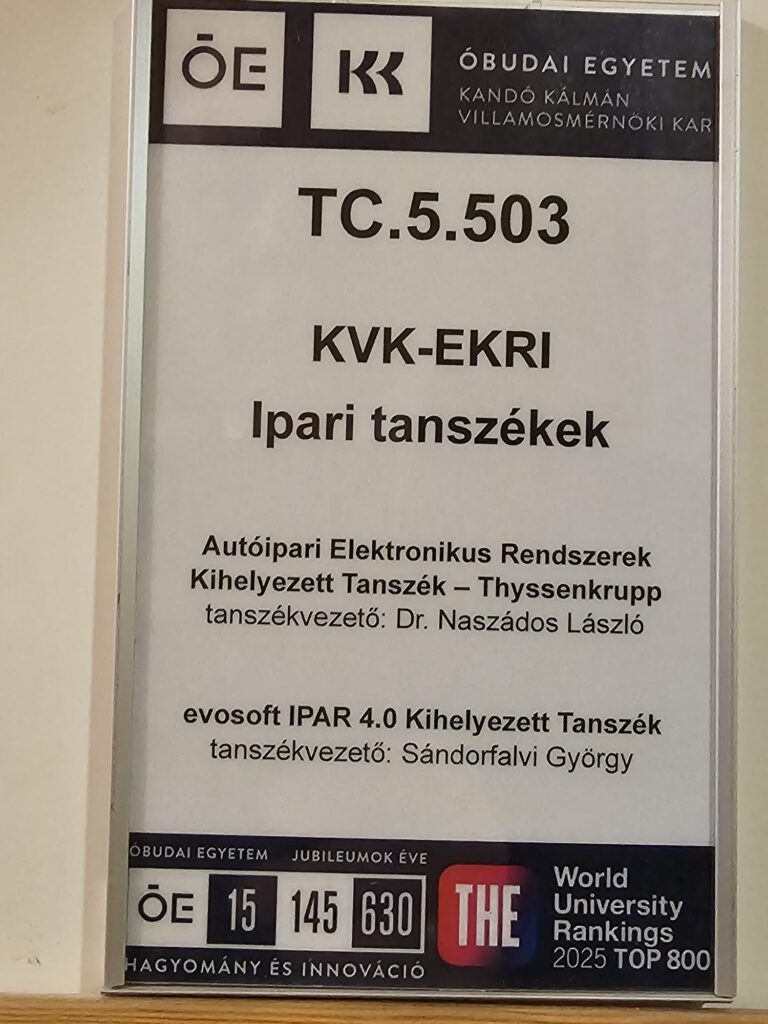 ŌE
KK
ÓBUDAI EGYETEM
KANDÓ KÁLMÁN
VILLAMOSMÉRNÖKI KAR
TC.5.503
KVK-EKRI
Ipari tanszékek
Autóipari Elektronikus Rendszerek
Kihelyezett Tanszék – Thyssenkrupp
tanszékvezető: Dr. Naszádos László
evosoft IPAR 4.0 Kihelyezett Tanszék
tanszékvezető: Sándorfalvi György
ÓBUDAI EGYETEM JUBILEUMOK ÉVE
ŌE 15 145 630
HAGYOMÁNY ÉS INNOVÁCIÓ
THE
World
University
Rankings
2025 TOP 800